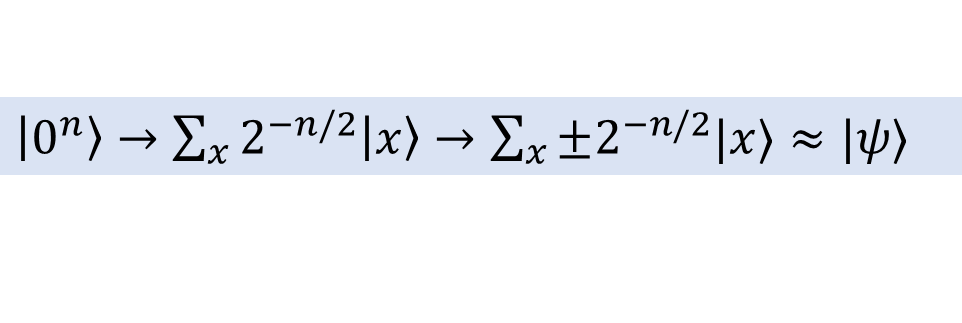 |0ⁿ⟩ → ∑ₓ 2⁻ⁿ/²|x⟩ → ∑ₓ ±2⁻ⁿ/²|x⟩ ≈ |ψ⟩